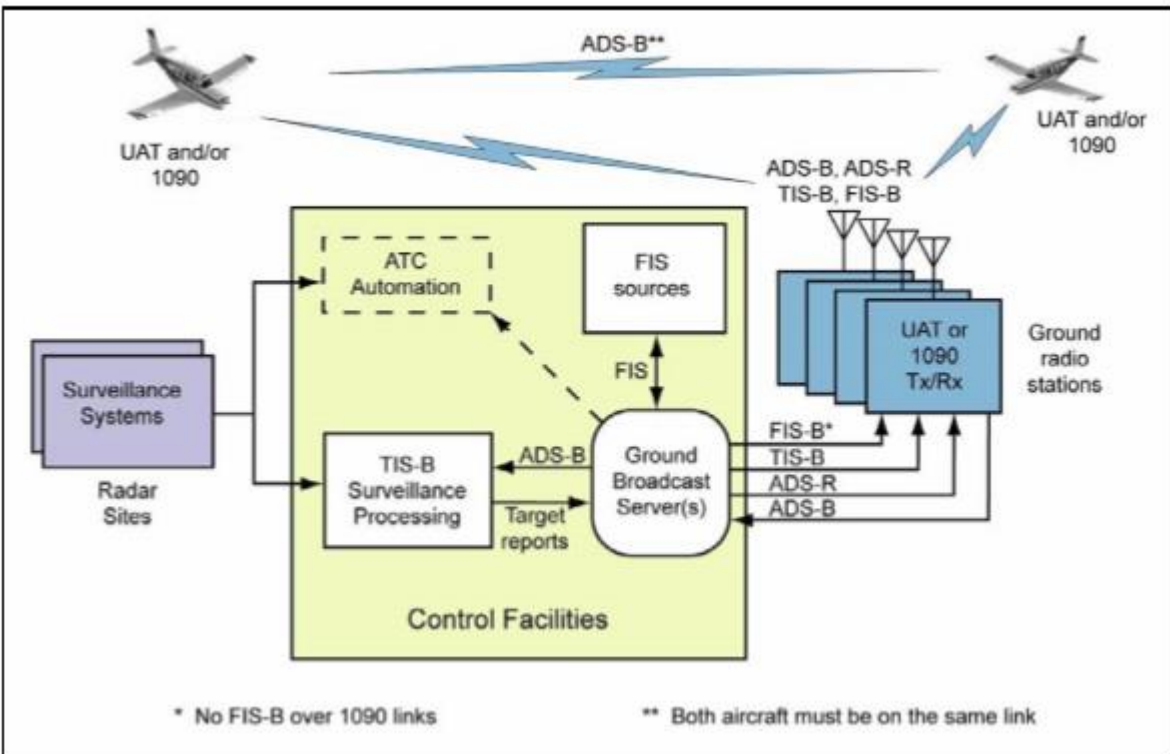 ADS-B**
UAT and/or
1090
UAT and/or
1090
ADS-B, ADS-R
TIS-B, FIS-B
ATC
Automation
FIS
sources
UAT or
1090
Tx/Rx
Ground
radio
stations
Surveillance
Systems
Radar
Sites
FIS
TIS-B
Surveillance
Processing
ADS-B
Target
reports
Ground
Broadcast
Server(s)
FIS-B*
TIS-B
ADS-R
ADS-B
Control Facilities
* No FIS-B over 1090 links
** Both aircraft must be on the same link